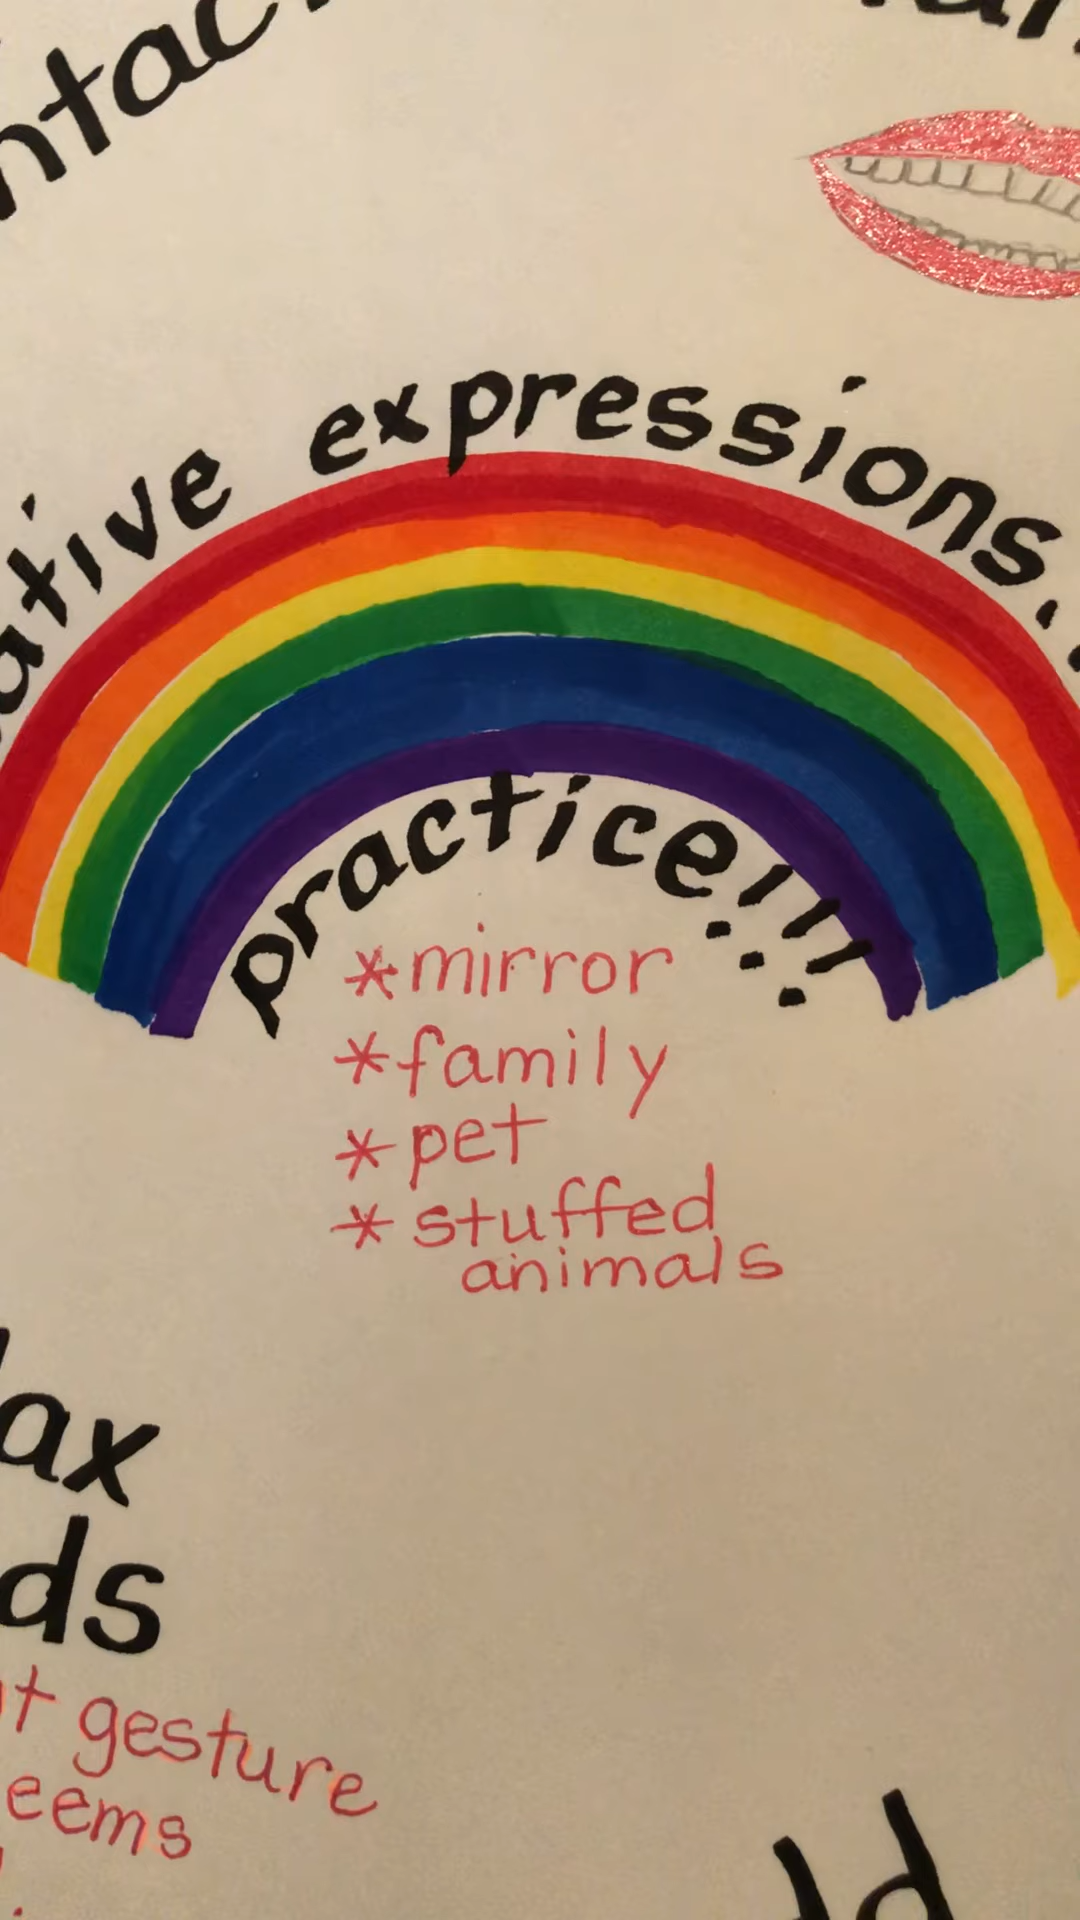 ative expressions.
practice!!!
*mirror
*family
*pet
*stuffed
animals
ax
ds
gesture
eems